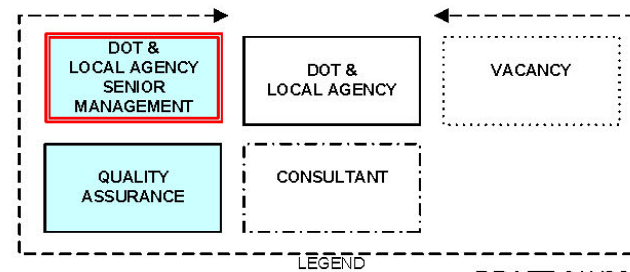 DOT &
LOCAL AGENCY
SENIOR
MANAGEMENT
DOT &
LOCAL AGENCY
VACANCY
QUALITY
ASSURANCE
CONSULTANT
LEGEND